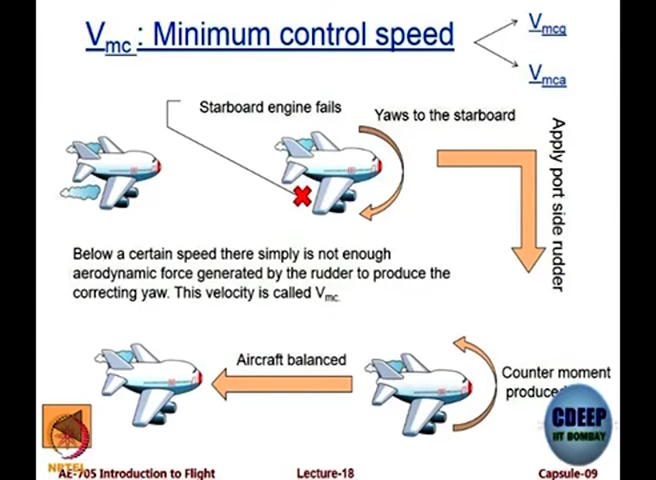 Vmc : Minimum control speed
Vmcg
Vmca
Starboard engine fails
Yaws to the starboard
Apply port side rudder
Below a certain speed there simply is not enough
aerodynamic force generated by the rudder to produce the
correcting yaw. This velocity is called Vmc.
Aircraft balanced
Counter moment
CDEEP
IIT BOMBAY
NPTEL
AE-705 Introduction to Flight
Lecture-18
Capsule-09